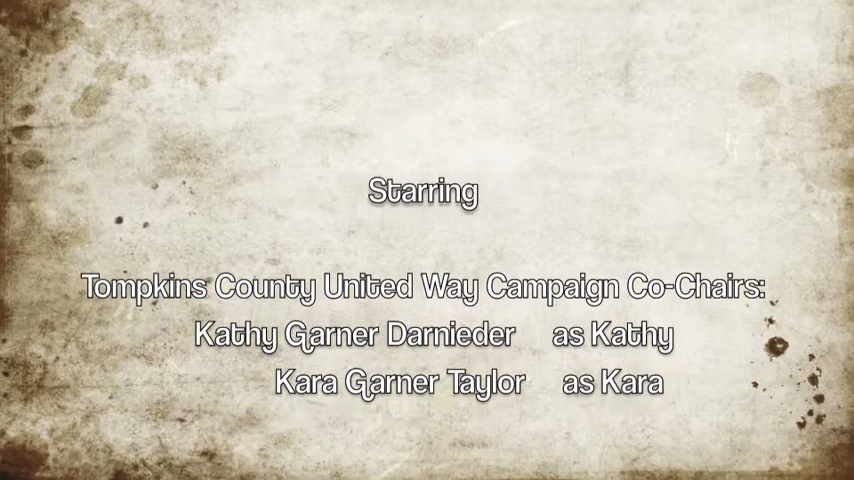 Starring
Tompkins County United Way Campaign Co-Chairs:
Kathy Garner Darnieder as Kathy
Kara Garner Taylor as Kara